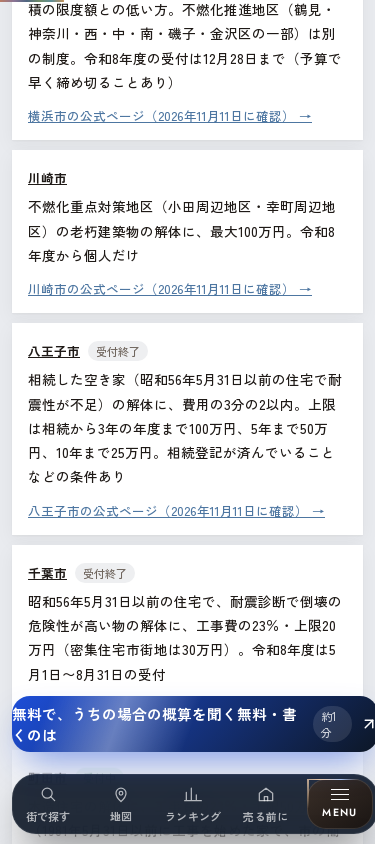 積の限度額との低い方。不燃化推進地区（鶴見・
神奈川・西・中・南・磯子・金沢区の一部）は別
の制度。令和8年度の受付は12月28日まで（予算で
早く締め切ることあり）
横浜市の公式ページ（2026年11月11日に確認） →
川崎市
不燃化重点対策地区（小田周辺地区・幸町周辺地
区）の老朽建築物の解体に、最大100万円。令和8
年度から個人だけ
川崎市の公式ページ（2026年11月11日に確認） →
八王子市 受付終了
相続した空き家（昭和56年5月31日以前の住宅で耐
震性が不足）の解体に、費用の3分の2以内。上限
は相続から3年の年度まで100万円、5年まで50万
円、10年まで25万円。相続登記が済んでいること
などの条件あり
八王子市の公式ページ（2026年11月11日に確認） →
千葉市 受付終了
昭和56年5月31日以前の住宅で、耐震診断で倒壊の
危険性が高い物の解体に、工事費の23％・上限20
万円（密集住宅市街地は30万円）。令和8年度は5
月1日〜8月31日の受付
無料で、うちの場合の概算を聞く無料・書
くのは
約1
分
街で探す 地図 ランキング 売る前に MENU